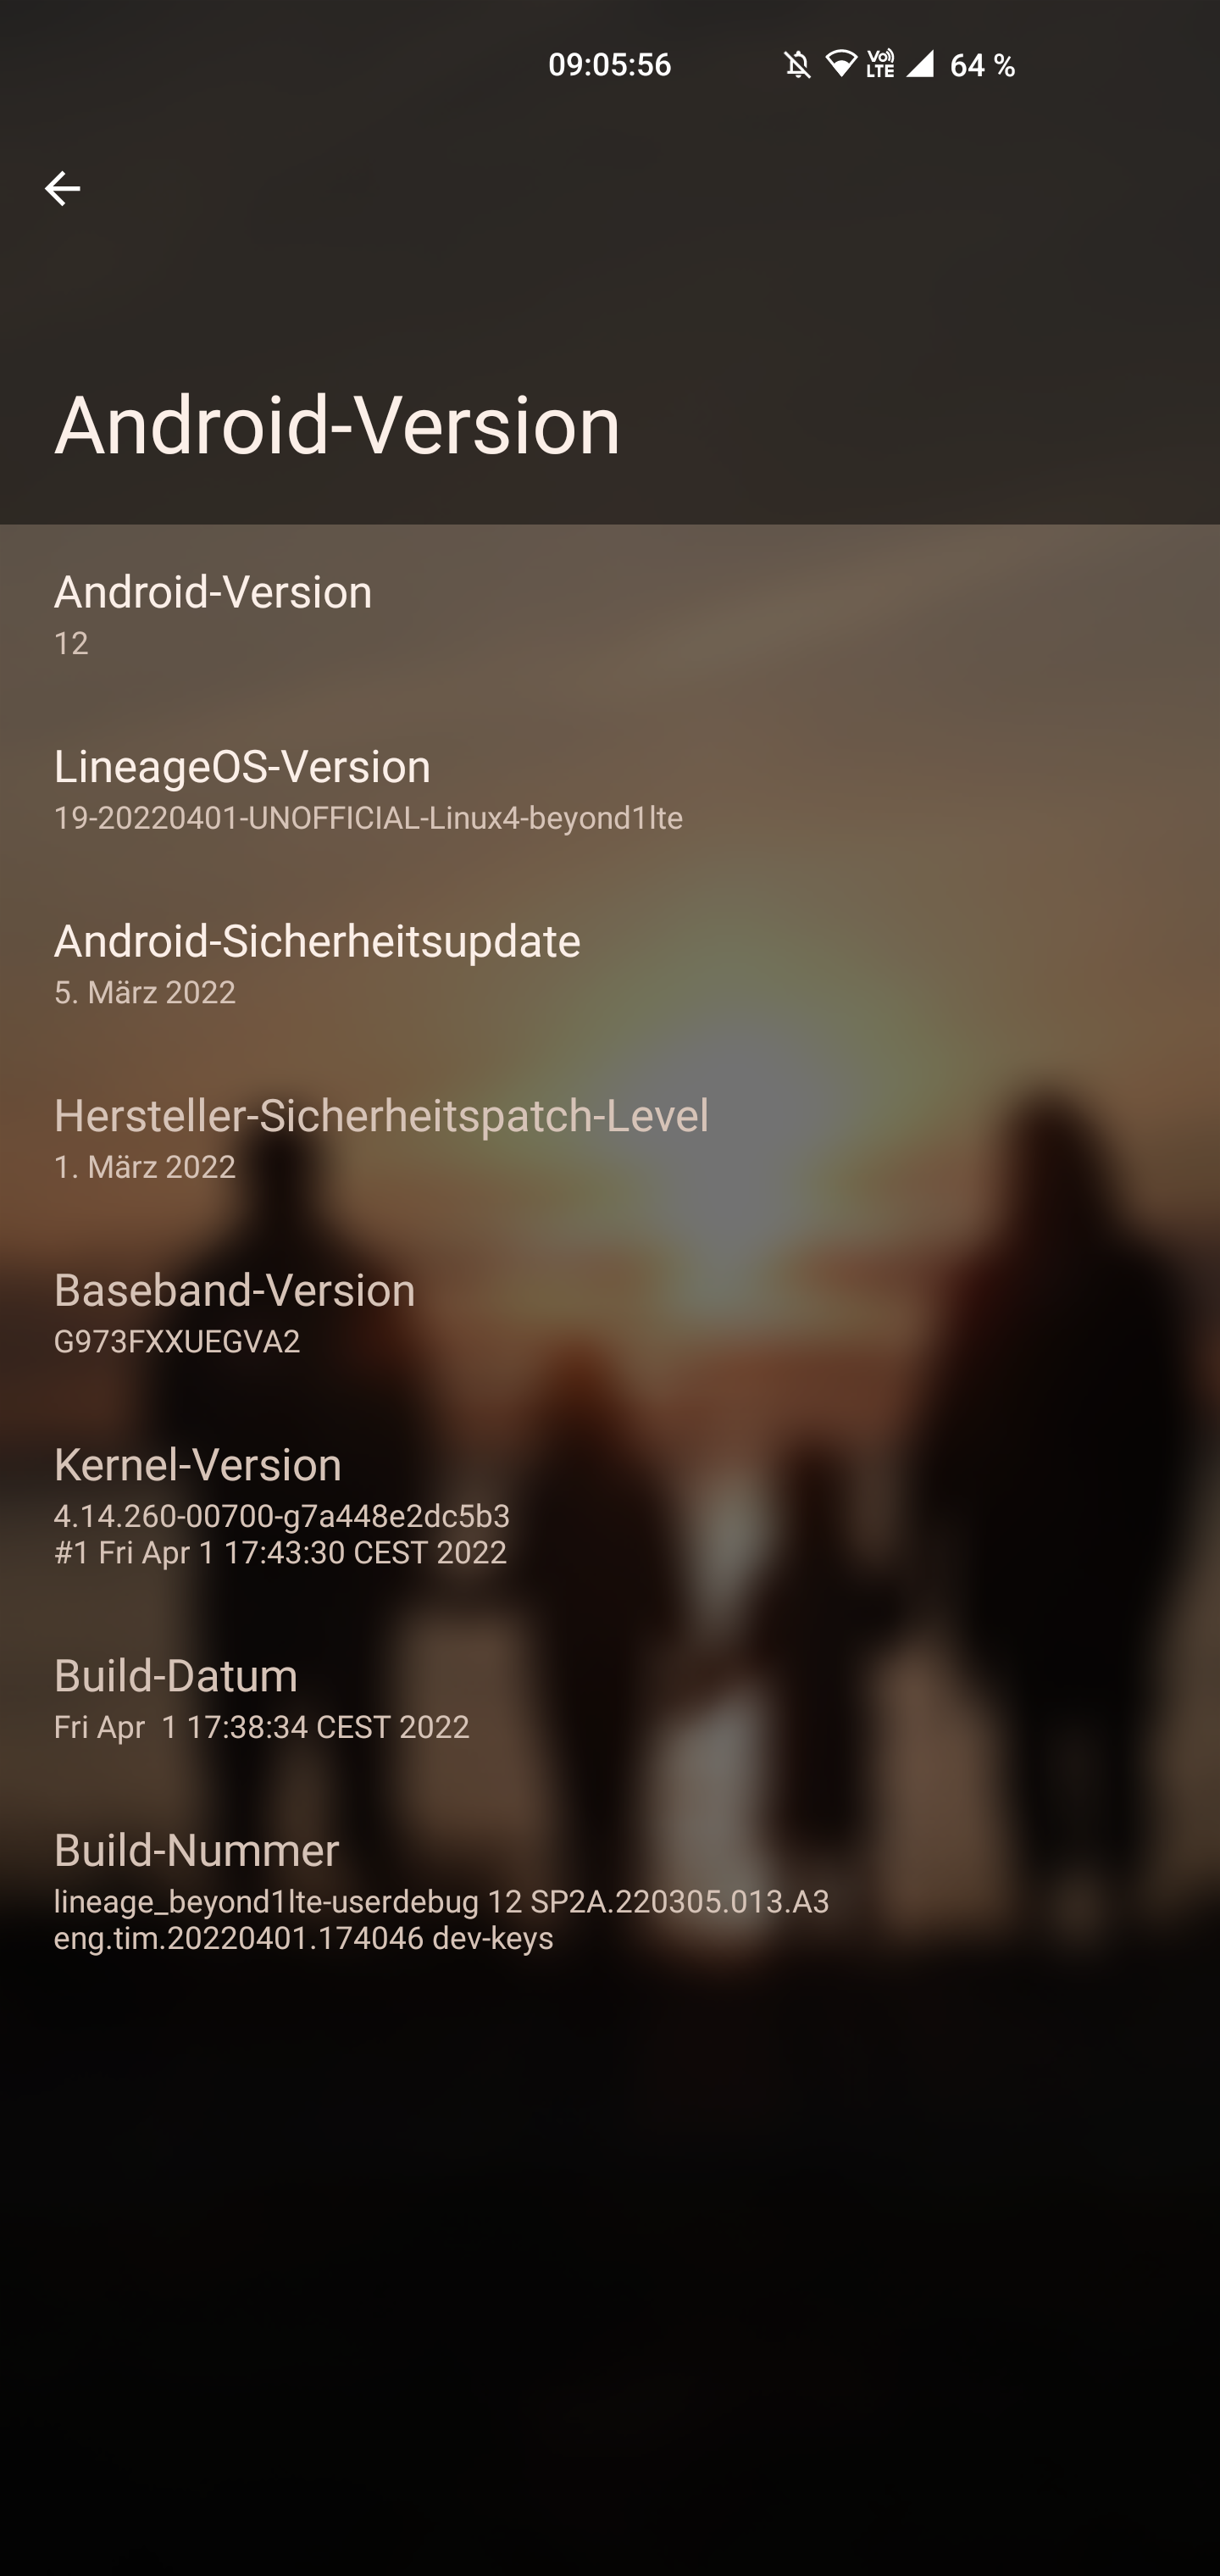 09:05:56 Vo LTE 64 %
Android-Version
Android-Version
12
LineageOS-Version
19-20220401-UNOFFICIAL-Linux4-beyond1lte
Android-Sicherheitsupdate
5. März 2022
Hersteller-Sicherheitspatch-Level
1. März 2022
Baseband-Version
G973FXXUEGVA2
Kernel-Version
4.14.260-00700-g7a448e2dc5b3
#1 Fri Apr 1 17:43:30 CEST 2022
Build-Datum
Fri Apr  1 17:38:34 CEST 2022
Build-Nummer
lineage_beyond1lte-userdebug 12 SP2A.220305.013.A3
eng.tim.20220401.174046 dev-keys